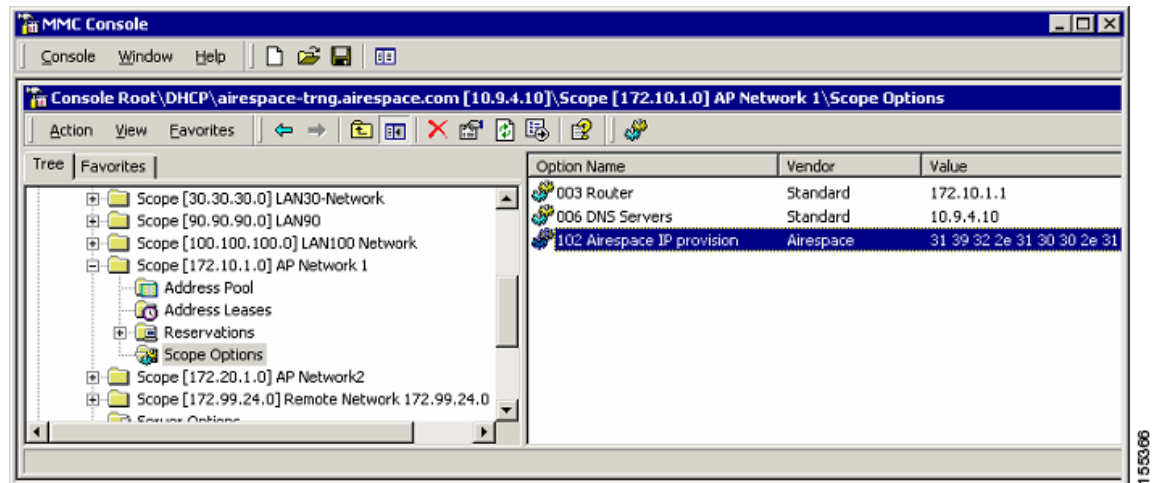 MMC Console
Console Window Help
Console Root\DHCP\airespace-trng.airespace.com [10.9.4.10]\Scope [172.10.1.0] AP Network 1\Scope Options
Action View Favorites
Tree Favorites
Scope [30.30.30.0] LAN30-Network
Scope [90.90.90.0] LAN90
Scope [100.100.100.0] LAN100 Network
Scope [172.10.1.0] AP Network 1
Address Pool
Address Leases
Reservations
Scope Options
Scope [172.20.1.0] AP Network2
Scope [172.99.24.0] Remote Network 172.99.24.0
Server Options
Option Name Vendor Value
003 Router Standard 172.10.1.1
006 DNS Servers Standard 10.9.4.10
102 Airespace IP provision Airespace 31 39 32 2e 31 30 30 2e 31
155366